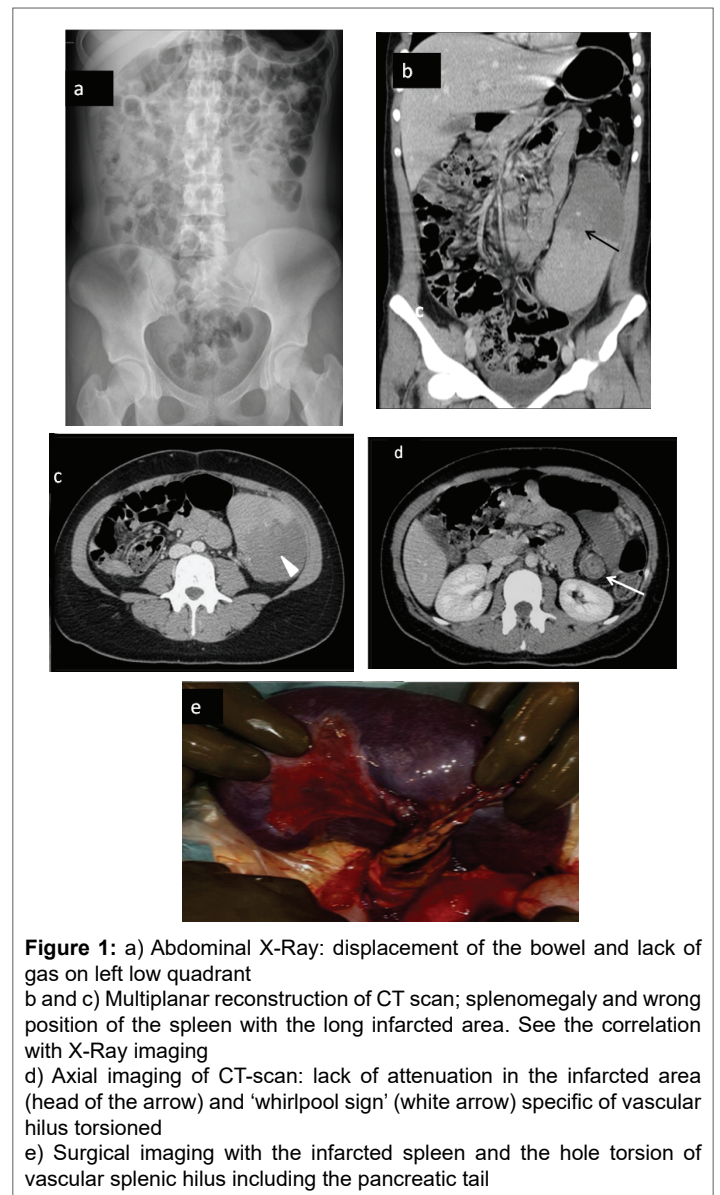 a
b
c
c
d
e
Figure 1: a) Abdominal X-Ray: displacement of the bowel and lack of
gas on left low quadrant
b and c) Multiplanar reconstruction of CT scan; splenomegaly and wrong
position of the spleen with the long infarcted area. See the correlation
with X-Ray imaging
d) Axial imaging of CT-scan: lack of attenuation in the infarcted area
(head of the arrow) and ‘whirlpool sign’ (white arrow) specific of vascular
hilus torsioned
e) Surgical imaging with the infarcted spleen and the hole torsion of
vascular splenic hilus including the pancreatic tail